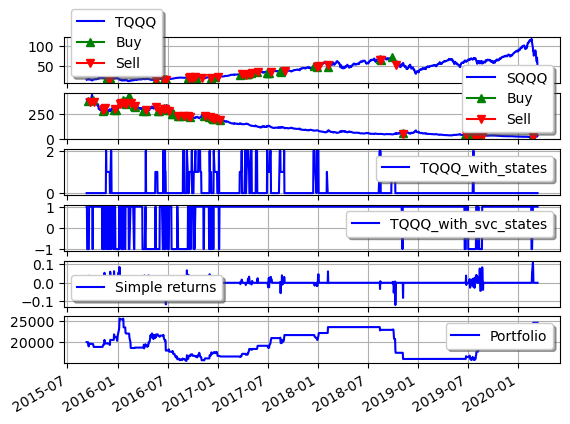 TQQQ
Buy
Sell
100
50
SQQQ
Buy
Sell
250
0
2
0
TQQQ_with_states
1
0
−1
TQQQ_with_svc_states
0.1
0.0
−0.1
Simple returns
25000
20000
Portfolio
2015-07
2016-01
2016-07
2017-01
2017-07
2018-01
2018-07
2019-01
2019-07
2020-01